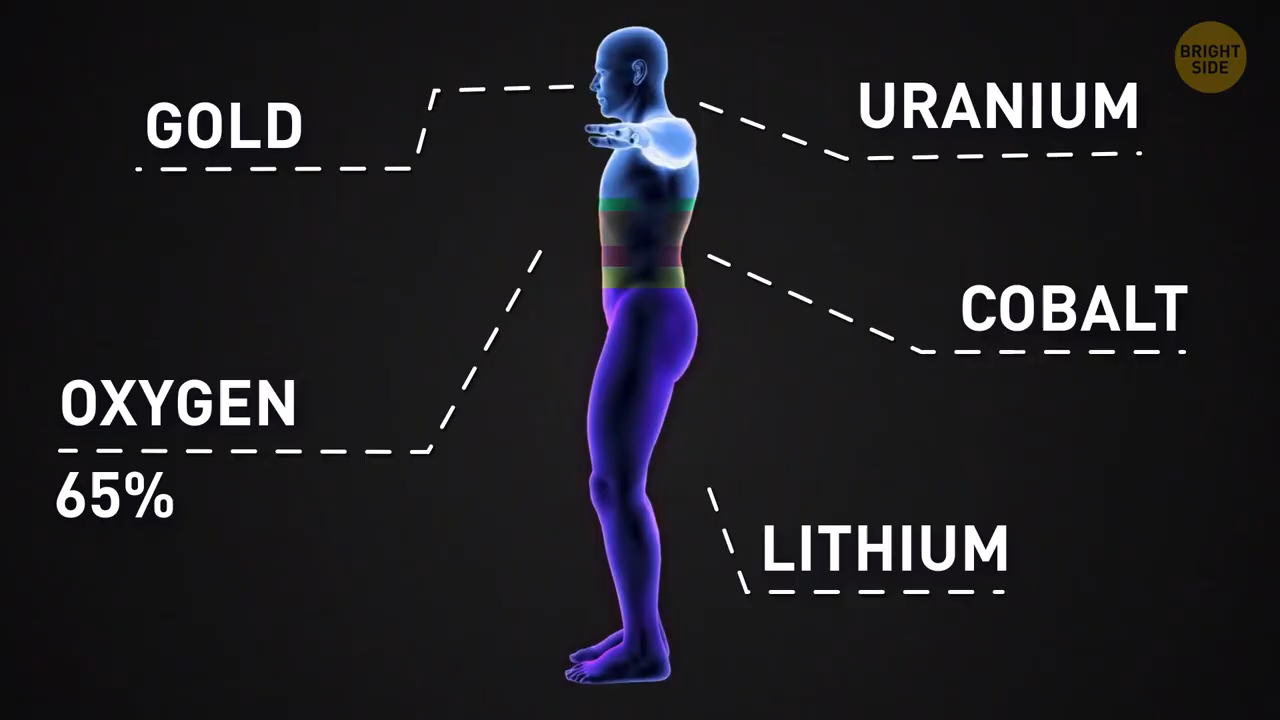 BRIGHT
SIDE
GOLD
URANIUM
COBALT
OXYGEN
65%
LITHIUM